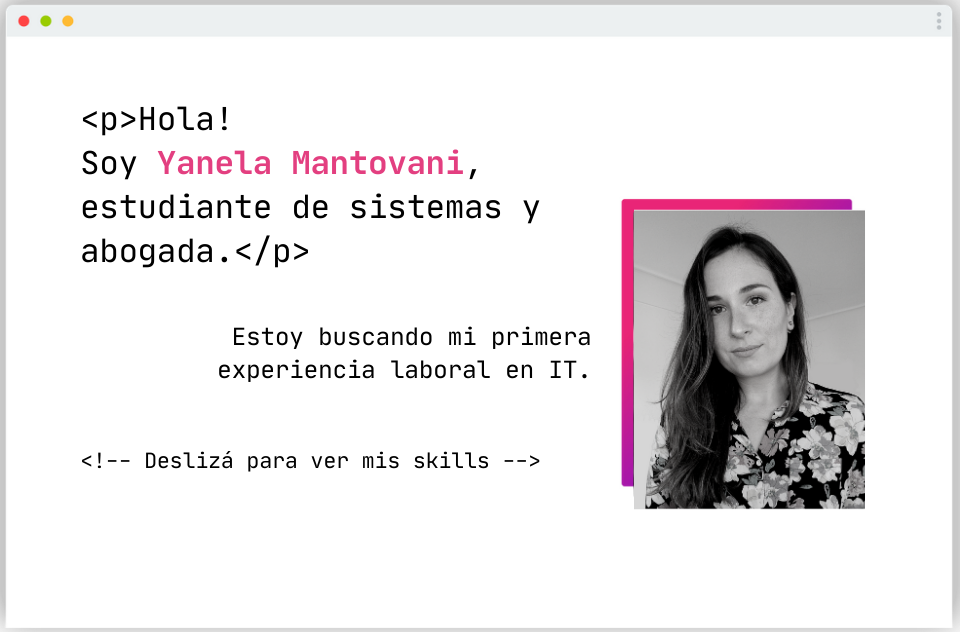 <p>Hola!
Soy Yanela Mantovani,
estudiante de sistemas y
abogada.</p>
Estoy buscando mi primera
experiencia laboral en IT.
<!-- Deslizá para ver mis skills -->